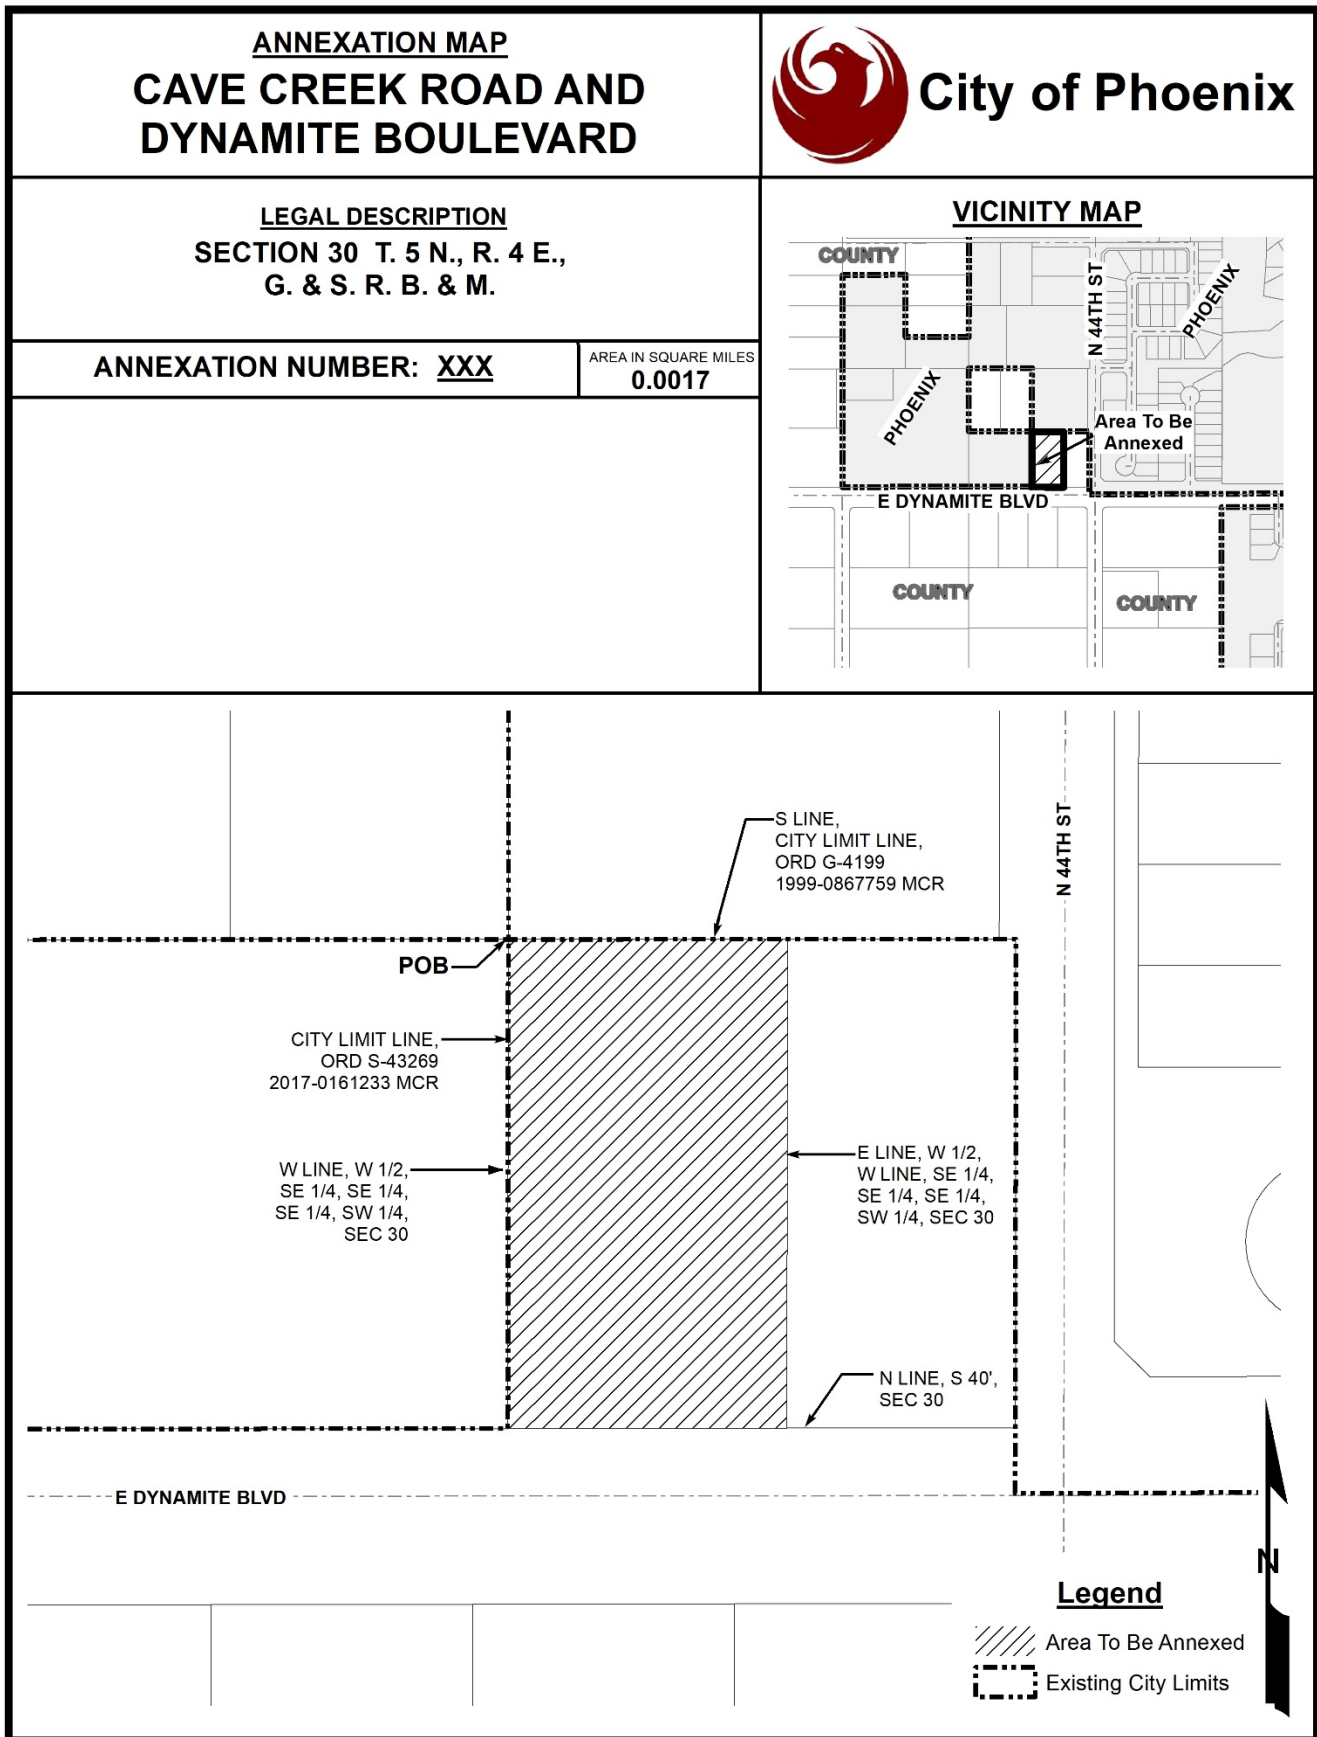 ANNEXATION MAP
CAVE CREEK ROAD AND
DYNAMITE BOULEVARD
City of Phoenix
LEGAL DESCRIPTION
SECTION 30 T. 5 N., R. 4 E.,
G. & S. R. B. & M.
ANNEXATION NUMBER: XXX
AREA IN SQUARE MILES
0.0017
VICINITY MAP
COUNTY
N 44TH ST
PHOENIX
PHOENIX
Area To Be
Annexed
E DYNAMITE BLVD
COUNTY
COUNTY
S LINE,
CITY LIMIT LINE,
ORD G-4199
1999-0867759 MCR
N 44TH ST
POB
CITY LIMIT LINE,
ORD S-43269
2017-0161233 MCR
W LINE, W 1/2,
SE 1/4, SE 1/4,
SE 1/4, SW 1/4,
SEC 30
E LINE, W 1/2,
W LINE, SE 1/4,
SE 1/4, SE 1/4,
SW 1/4, SEC 30
N LINE, S 40',
SEC 30
E DYNAMITE BLVD
N
Legend
Area To Be Annexed
Existing City Limits